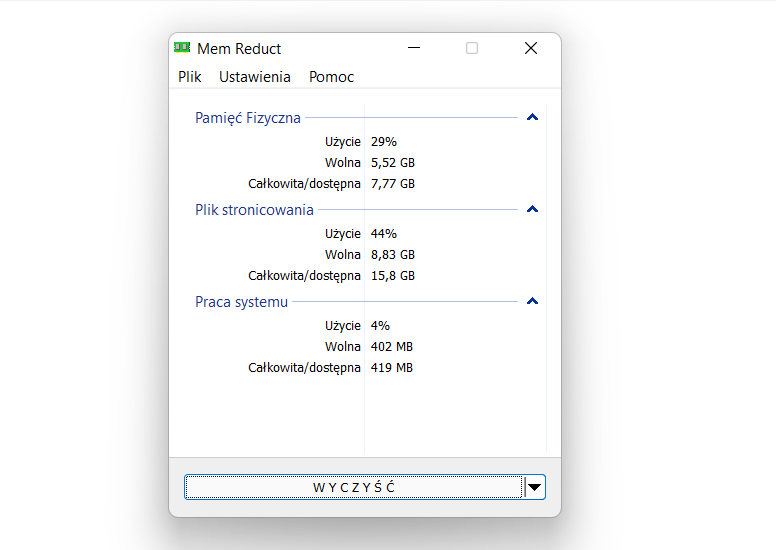 Mem Reduct
Plik Ustawienia Pomoc
Pamięć Fizyczna
Użycie 29%
Wolna 5,52 GB
Całkowita/dostępna 7,77 GB
Plik stronicowania
Użycie 44%
Wolna 8,83 GB
Całkowita/dostępna 15,8 GB
Praca systemu
Użycie 4%
Wolna 402 MB
Całkowita/dostępna 419 MB
WYCZYŚĆ